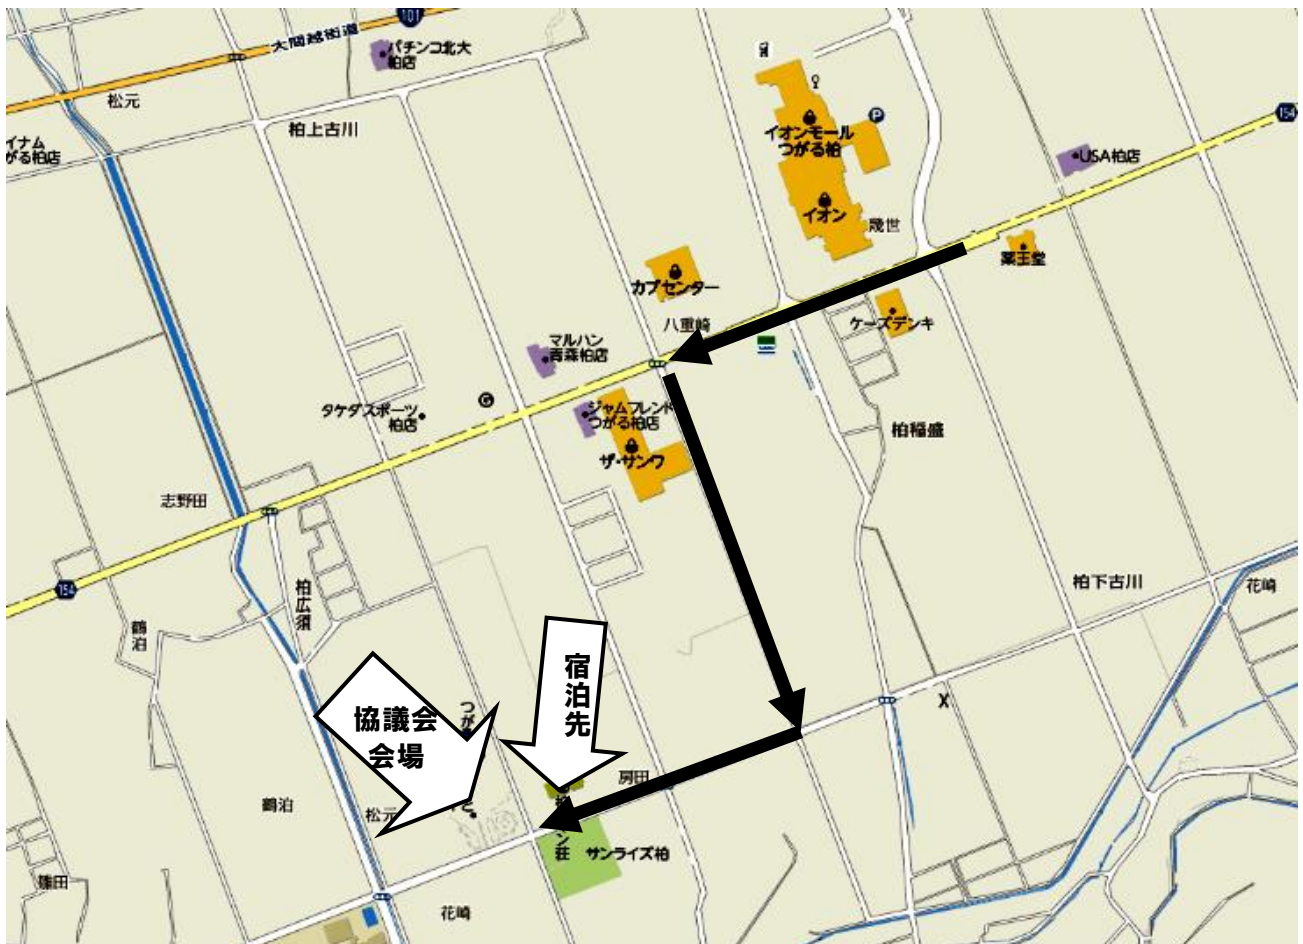 101
大間越街道
パチンコ北大
柏店
松元
柏上古川
イナム
がる柏店
154
イオンモール
つがる柏
P
USA柏店
イオン
薬王堂
カブセンター
ケーズデンキ
八重崎
マルハン
青森柏店
タケダスポーツ
柏店
G
ジャムフレンド
つがる柏店
ザ・サンワ
柏稲盛
志野田
154
柏広須
柏下古川
花崎
鶴泊
宿泊先
協議会
会場
つが
房田
鶴泊
松元
と
ン荘
サンライズ柏
雛田
花崎
X